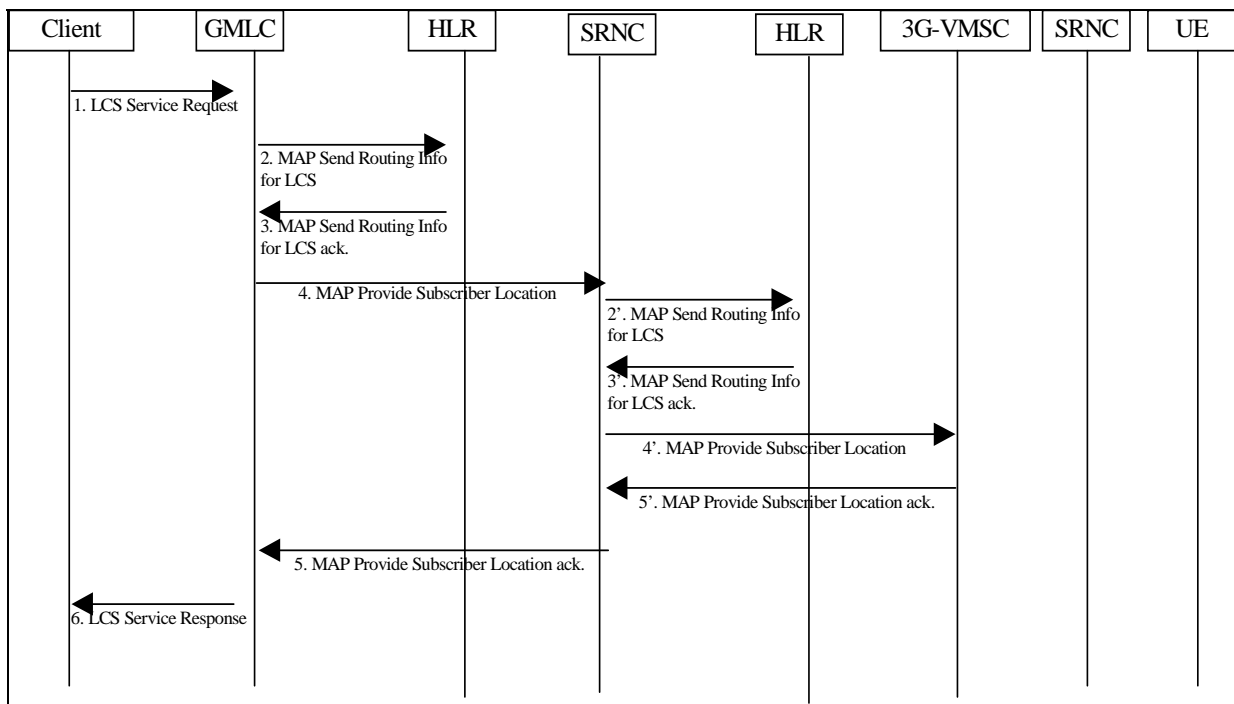 Client GMLC HLR SRNC HLR 3G-VMSC SRNC UE
1. LCS Service Request
2. MAP Send Routing Info
for LCS
3. MAP Send Routing Info
for LCS ack.
4. MAP Provide Subscriber Location
2’. MAP Send Routing Info
for LCS
3’. MAP Send Routing Info
for LCS ack.
4’. MAP Provide Subscriber Location
5’. MAP Provide Subscriber Location ack.
5. MAP Provide Subscriber Location ack.
6. LCS Service Response